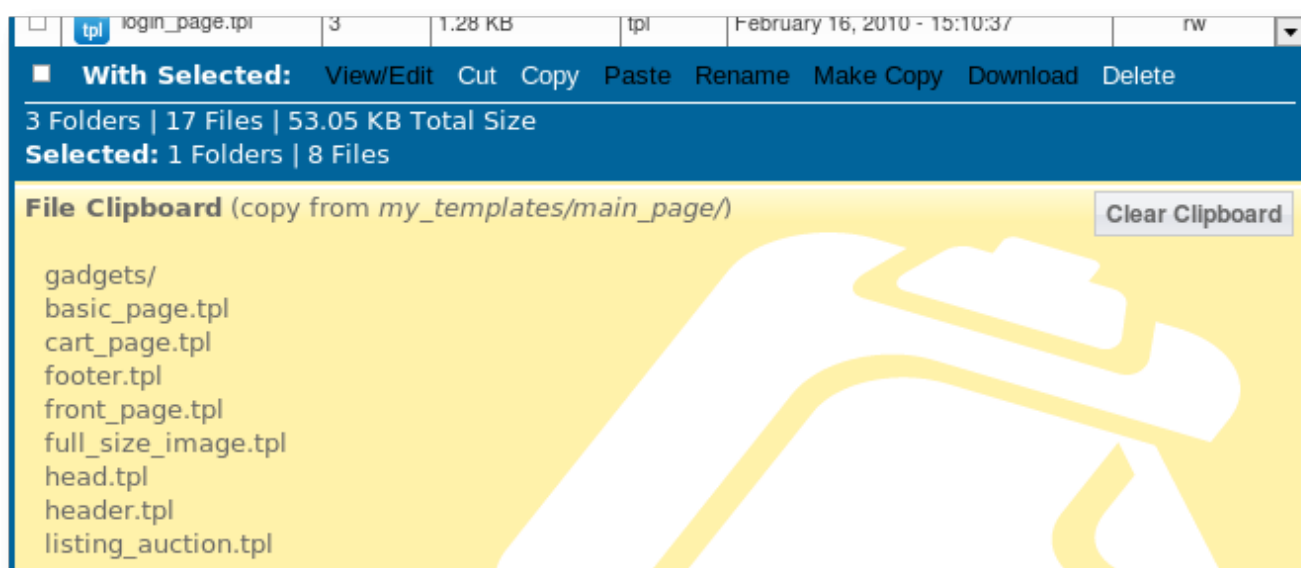 tpl login_page.tpl 3 1.28 KB tpl February 16, 2010 - 15:10:37 rw
With Selected: View/Edit Cut Copy Paste Rename Make Copy Download Delete
3 Folders | 17 Files | 53.05 KB Total Size
Selected: 1 Folders | 8 Files
File Clipboard (copy from my_templates/main_page/) Clear Clipboard
gadgets/
basic_page.tpl
cart_page.tpl
footer.tpl
front_page.tpl
full_size_image.tpl
head.tpl
header.tpl
listing_auction.tpl